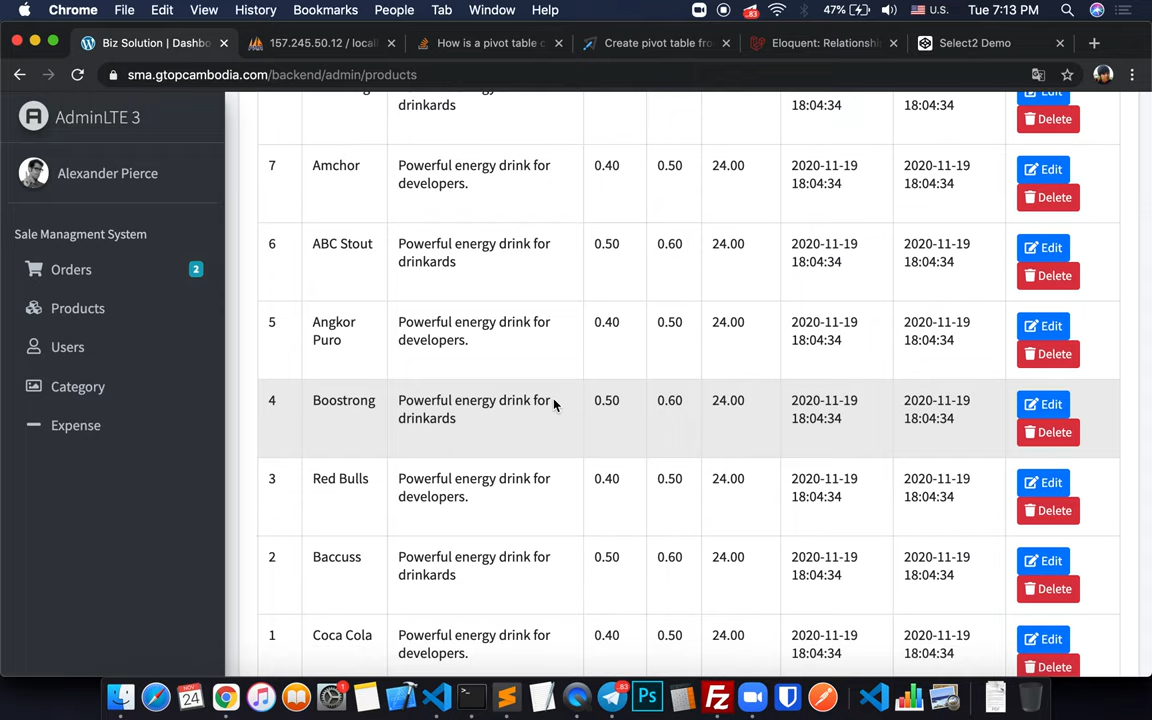 Chrome File Edit View History Bookmarks People Tab Window Help 83 47% U.S. Tue 7:13 PM
Biz Solution | Dashbo 157.245.50.12 / local How is a pivot table c Create pivot table fro Eloquent: Relationshi Select2 Demo
sma.gtopcambodia.com/backend/admin/products
AdminLTE 3
Alexander Pierce
Sale Managment System
Orders 2
Products
Users
Category
Expense
drinkards 18:04:34 18:04:34 Edit
Delete
7 Amchor Powerful energy drink for 0.40 0.50 24.00 2020-11-19 2020-11-19 Edit
developers. 18:04:34 18:04:34 Delete
6 ABC Stout Powerful energy drink for 0.50 0.60 24.00 2020-11-19 2020-11-19 Edit
drinkards 18:04:34 18:04:34 Delete
5 Angkor Powerful energy drink for 0.40 0.50 24.00 2020-11-19 2020-11-19 Edit
Puro developers. 18:04:34 18:04:34 Delete
4 Boostrong Powerful energy drink for 0.50 0.60 24.00 2020-11-19 2020-11-19 Edit
drinkards 18:04:34 18:04:34 Delete
3 Red Bulls Powerful energy drink for 0.40 0.50 24.00 2020-11-19 2020-11-19 Edit
developers. 18:04:34 18:04:34 Delete
2 Baccuss Powerful energy drink for 0.50 0.60 24.00 2020-11-19 2020-11-19 Edit
drinkards 18:04:34 18:04:34 Delete
1 Coca Cola Powerful energy drink for 0.40 0.50 24.00 2020-11-19 2020-11-19 Edit
developers. 18:04:34 18:04:34 Delete
NOV 24 1 83 Ps Fz